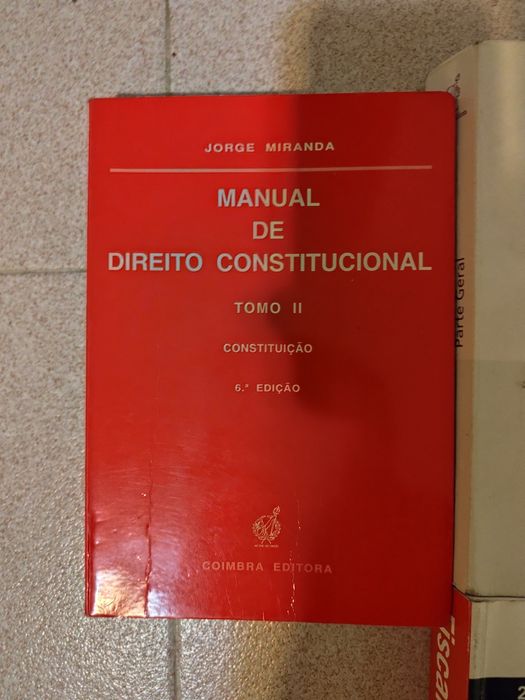 JORGE MIRANDA
MANUAL
DE
DIREITO CONSTITUCIONAL
TOMO II
CONSTITUIÇÃO
6.ª EDIÇÃO
COIMBRA EDITORA
Parte Geral